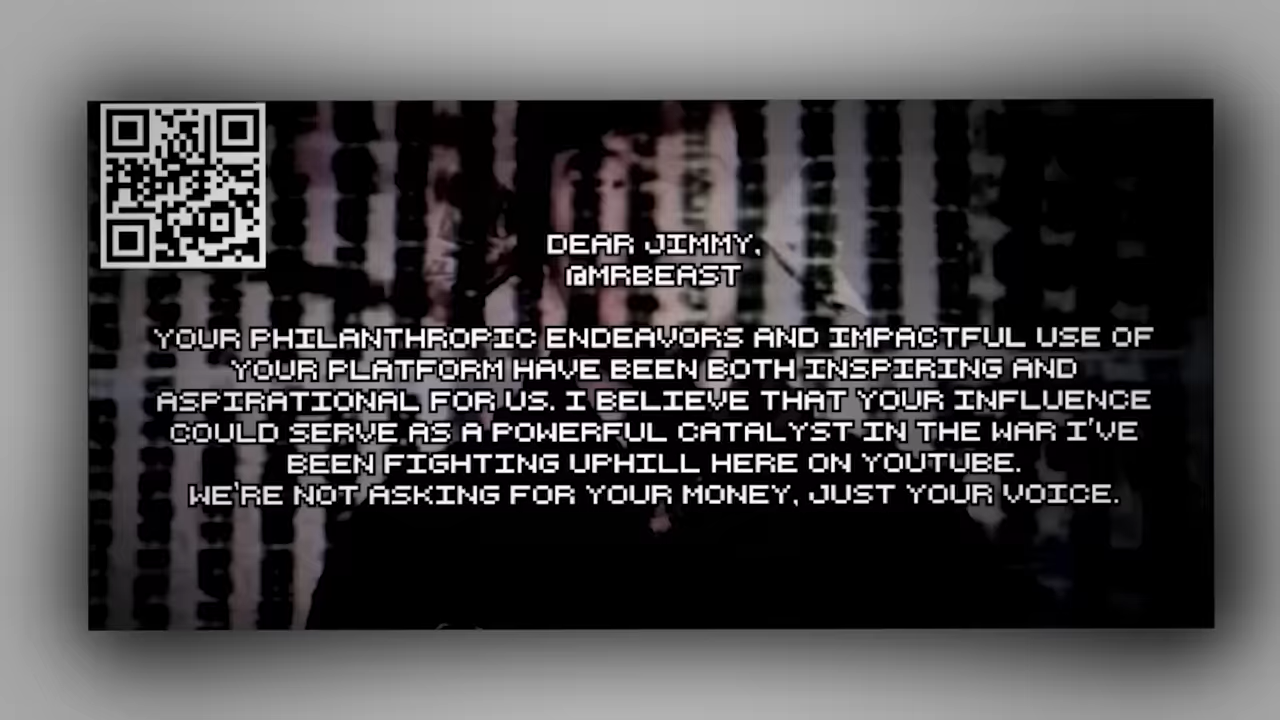 DEAR JIMMY,
@MRBEAST
YOUR PHILANTHROPIC ENDEAVORS AND IMPACTFUL USE OF
YOUR PLATFORM HAVE BEEN BOTH INSPIRING AND
ASPIRATIONAL FOR US. I BELIEVE THAT YOUR INFLUENCE
COULD SERVE AS A POWERFUL CATALYST IN THE WAR I'VE
BEEN FIGHTING UPHILL HERE ON YOUTUBE.
WE'RE NOT ASKING FOR YOUR MONEY, JUST YOUR VOICE.